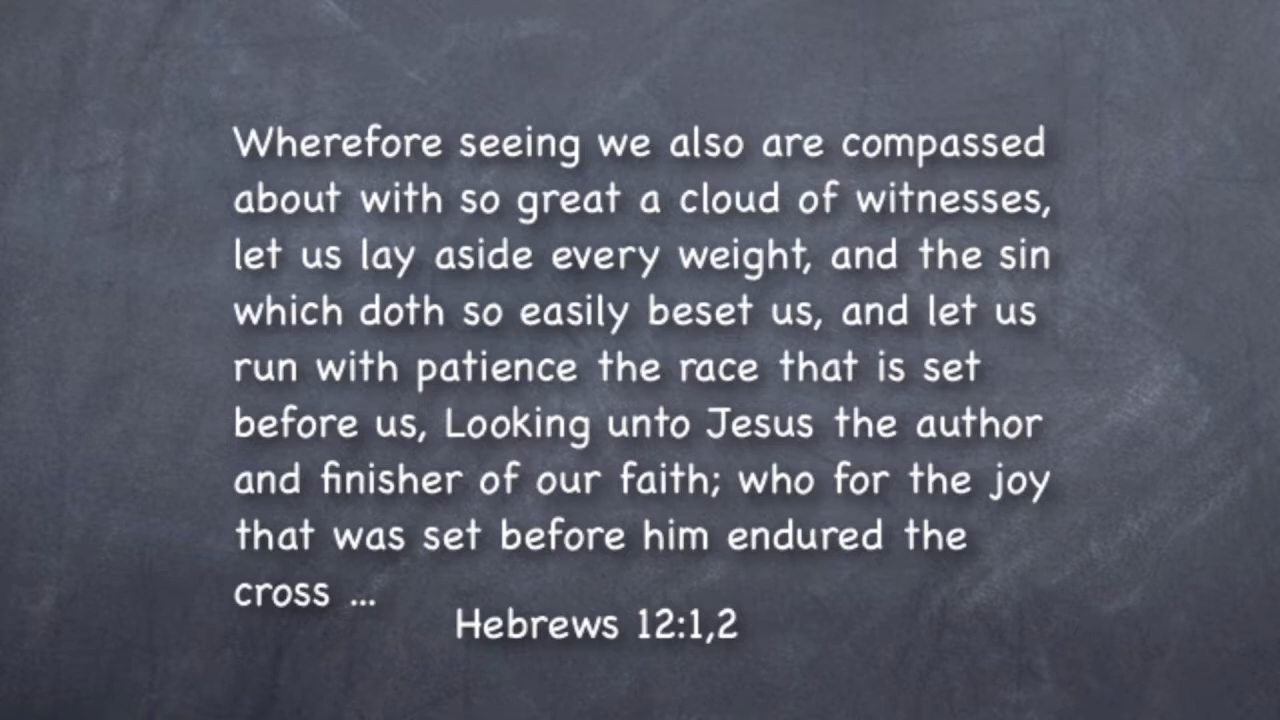 Wherefore seeing we also are compassed
about with so great a cloud of witnesses,
let us lay aside every weight, and the sin
which doth so easily beset us, and let us
run with patience the race that is set
before us, Looking unto Jesus the author
and finisher of our faith; who for the joy
that was set before him endured the
cross ...
Hebrews 12:1,2